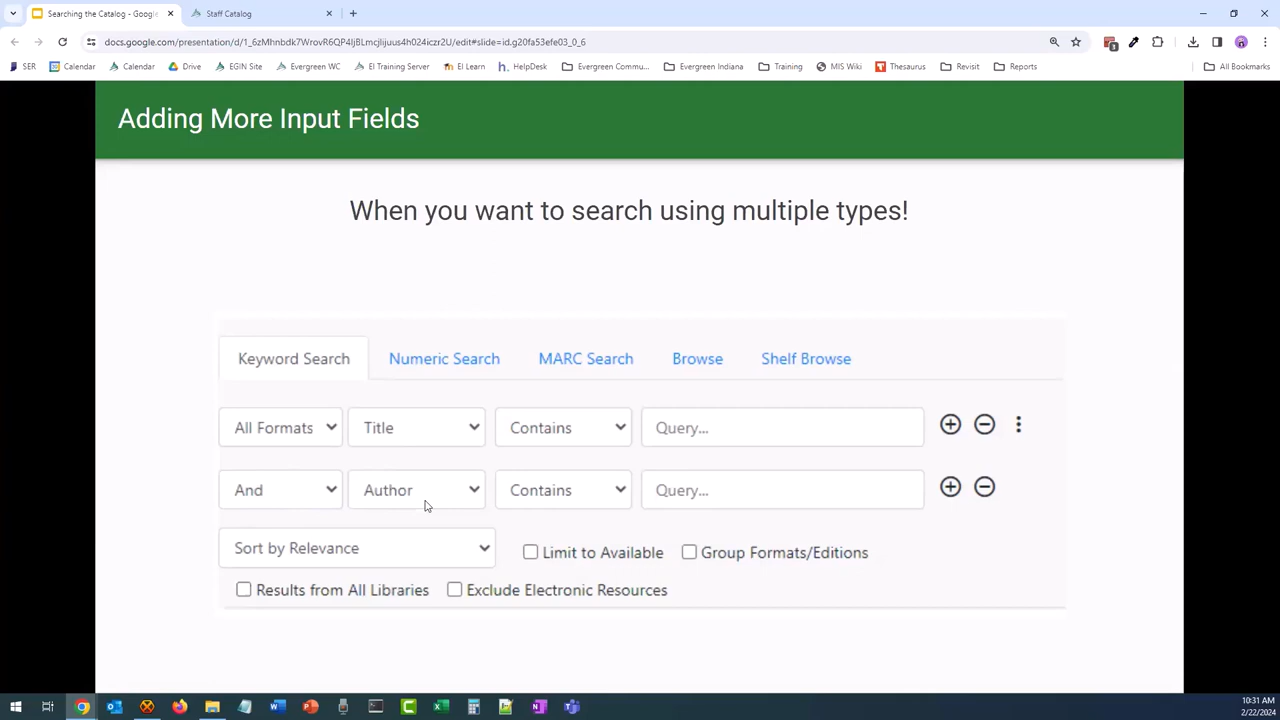 Searching the Catalog - Google
Staff Catalog
docs.google.com/presentation/d/1_6zMhnbdk7WrovR6QP4IjBLmcJIijuus4h024iczr2U/edit#slide=id.g20fa53efe03_0_6
SER
Calendar
Calendar
Drive
EGIN Site
Evergreen WC
EI Training Server
EI Learn
HelpDesk
Evergreen Commu...
Evergreen Indiana
Training
MIS Wiki
Thesaurus
Revisit
Reports
All Bookmarks
Adding More Input Fields
When you want to search using multiple types!
Keyword Search
Numeric Search
MARC Search
Browse
Shelf Browse
All Formats
Title
Contains
Query...
And
Author
Contains
Query...
Sort by Relevance
Limit to Available
Group Formats/Editions
Results from All Libraries
Exclude Electronic Resources
10:31 AM
2/22/2024